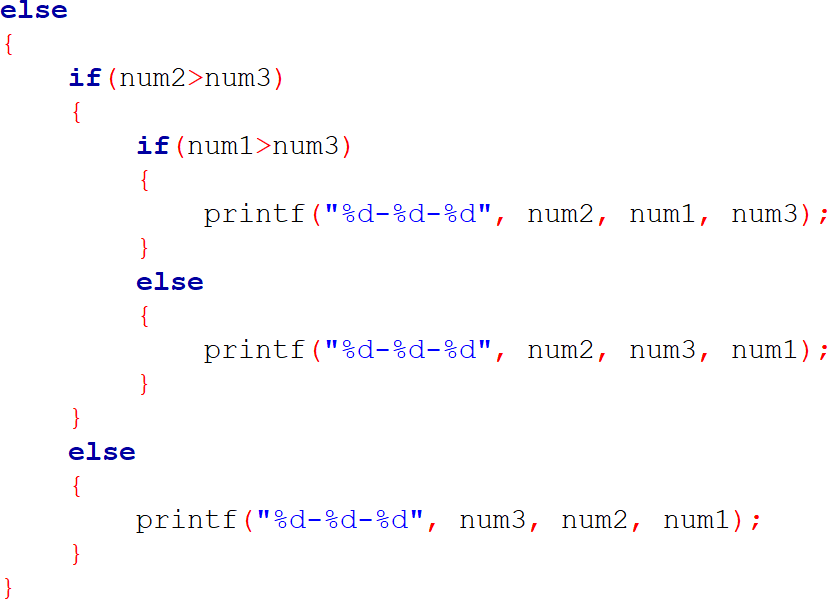 else
{
    if(num2>num3)
    {
        if(num1>num3)
        {
            printf("%d-%d-%d", num2, num1, num3);
        }
        else
        {
            printf("%d-%d-%d", num2, num3, num1);
        }
    }
    else
    {
        printf("%d-%d-%d", num3, num2, num1);
    }
}